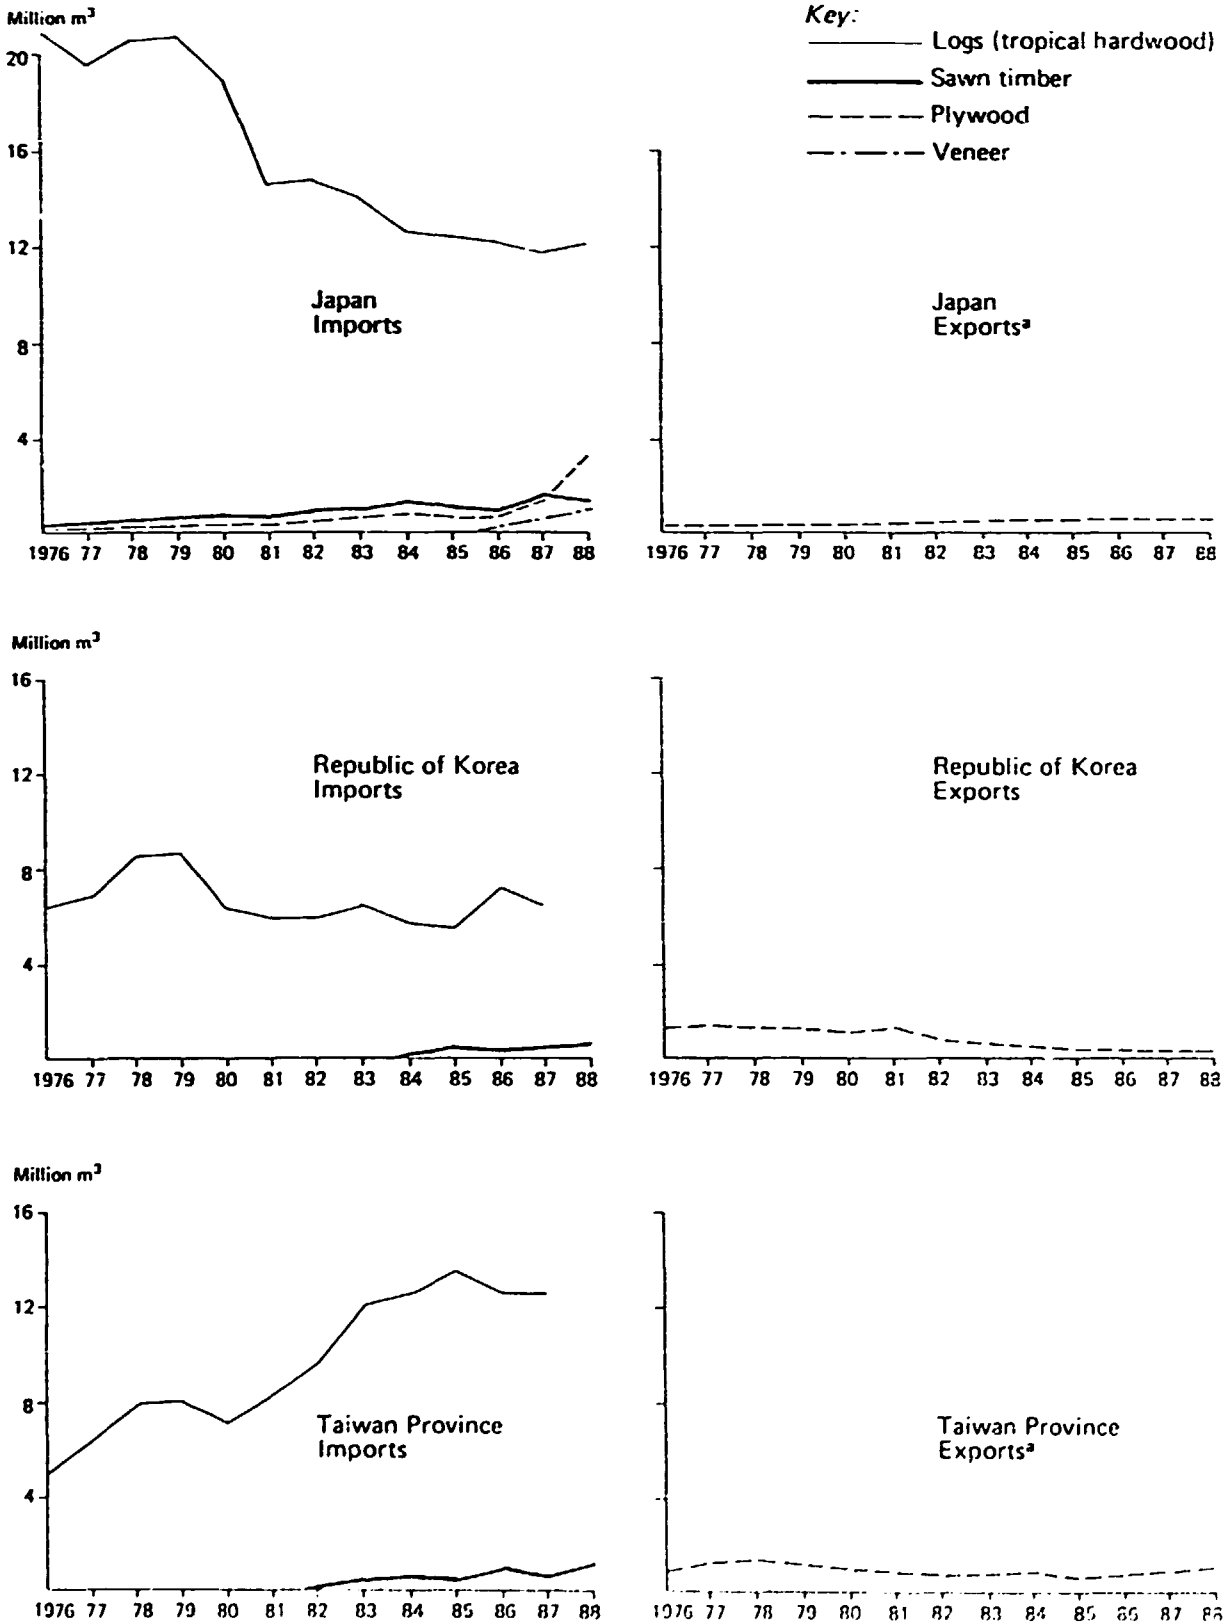 Million m³
Key:
Logs (tropical hardwood)
Sawn timber
Plywood
Veneer
20
16
12
8
4
Japan
Imports
1976 77 78 79 80 81 82 83 84 85 86 87 88
Japan
Exportsª
1976 77 78 79 80 81 82 83 84 85 86 87 88
Million m³
16
12
8
4
Republic of Korea
Imports
1976 77 78 79 80 81 82 83 84 85 86 87 88
Republic of Korea
Exports
1976 77 78 79 80 81 82 83 84 85 86 87 88
Million m³
16
12
8
4
Taiwan Province
Imports
1976 77 78 79 80 81 82 83 84 85 86 87 88
Taiwan Province
Exportsª
1976 77 78 79 80 81 82 83 84 85 86 87 88